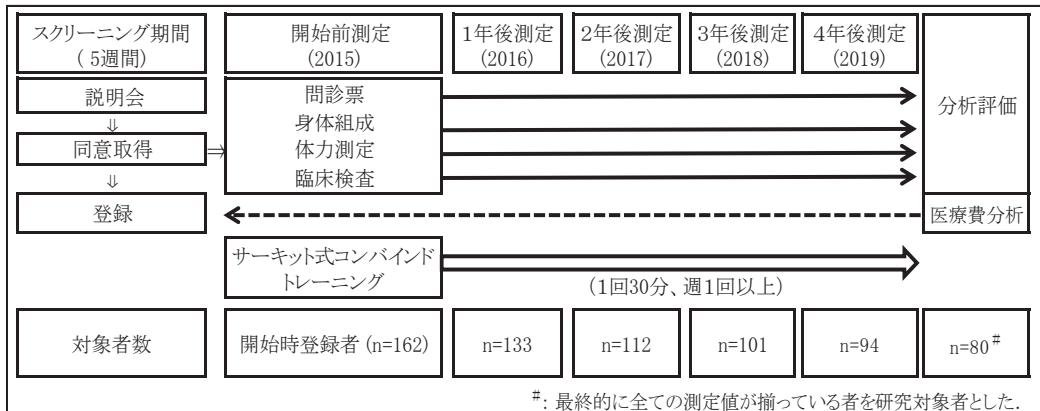 スクリーニング期間
( 5週間)
開始前測定
(2015)
1年後測定
(2016)
2年後測定
(2017)
3年後測定
(2018)
4年後測定
(2019)
分析評価
説明会
⇓
同意取得
⇒
⇓
登録
問診票
身体組成
体力測定
臨床検査
医療費分析
サーキット式コンバインド
トレーニング
(1回30分、週1回以上)
対象者数
開始時登録者 (n=162)
n=133
n=112
n=101
n=94
n=80#
#: 最終的に全ての測定値が揃っている者を研究対象者とした.